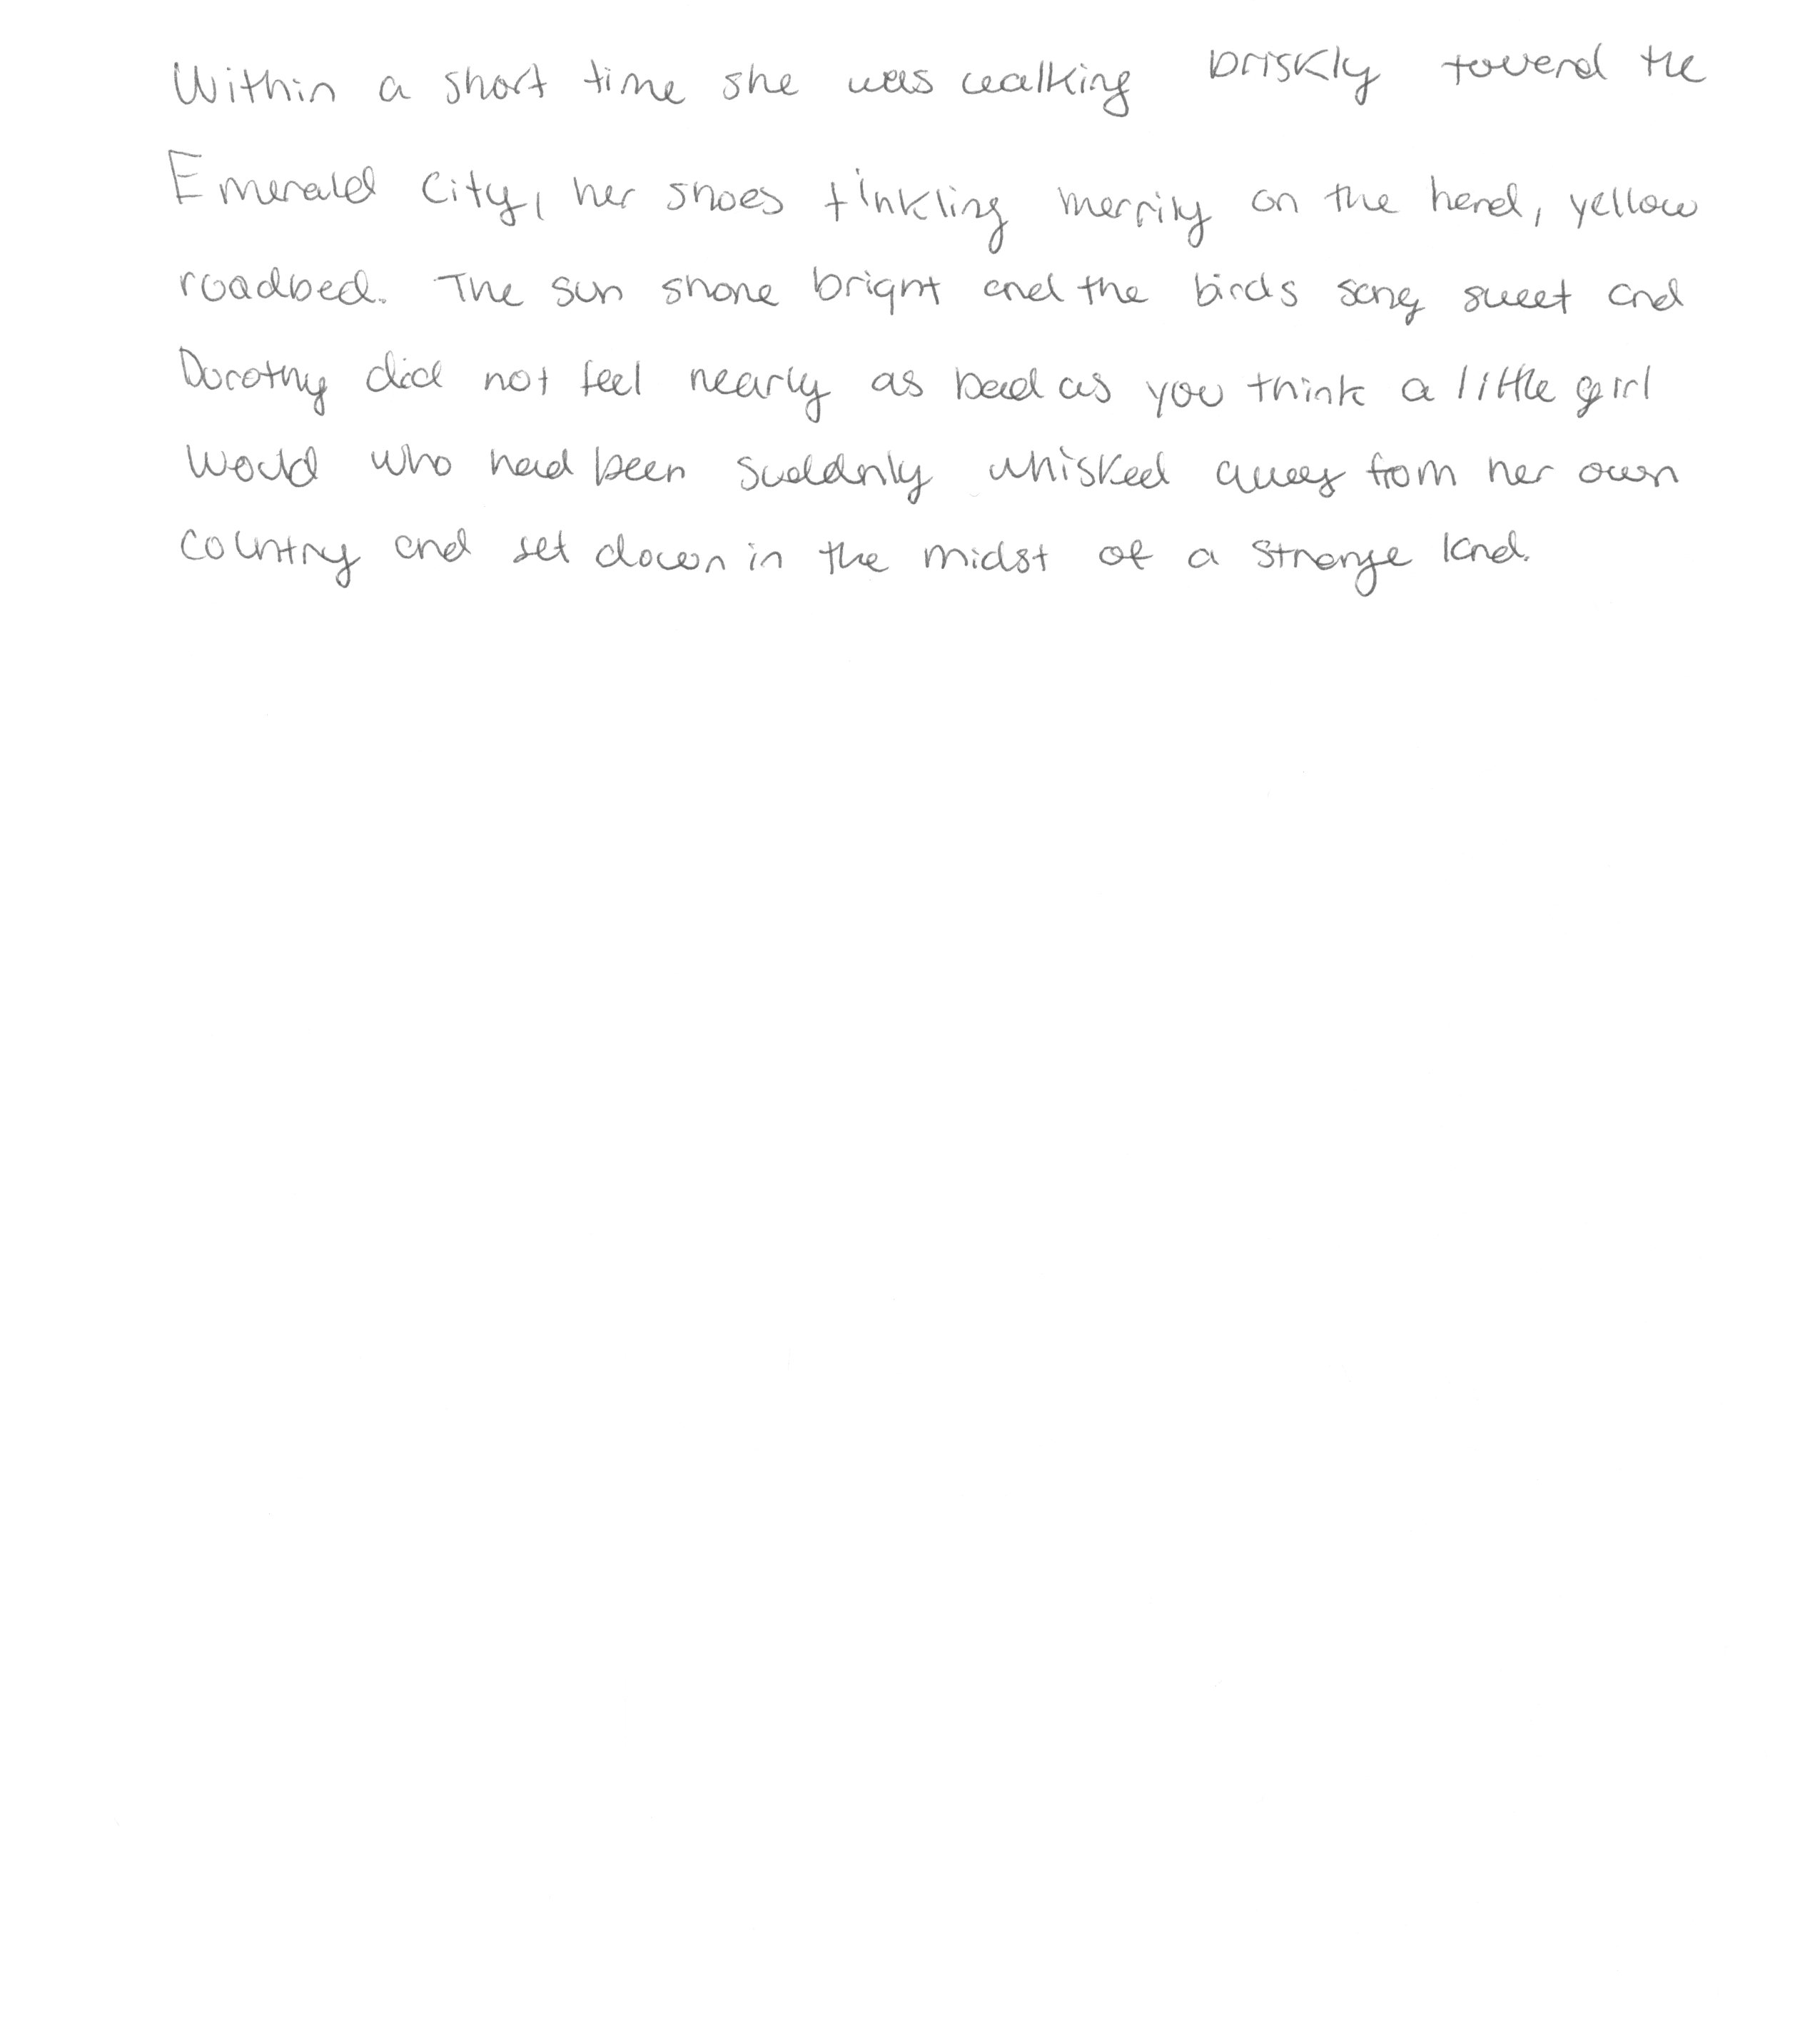 Within a short time she was walking briskly toward the
Emerald City, her shoes tinkling merrily on the hard, yellow
roadbed. The sun shone bright and the birds sang sweet and
Dorothy did not feel nearly as bad as you think a little girl
would who had been suddnly whisked away from her own
country and set down in the midst of a strange land.